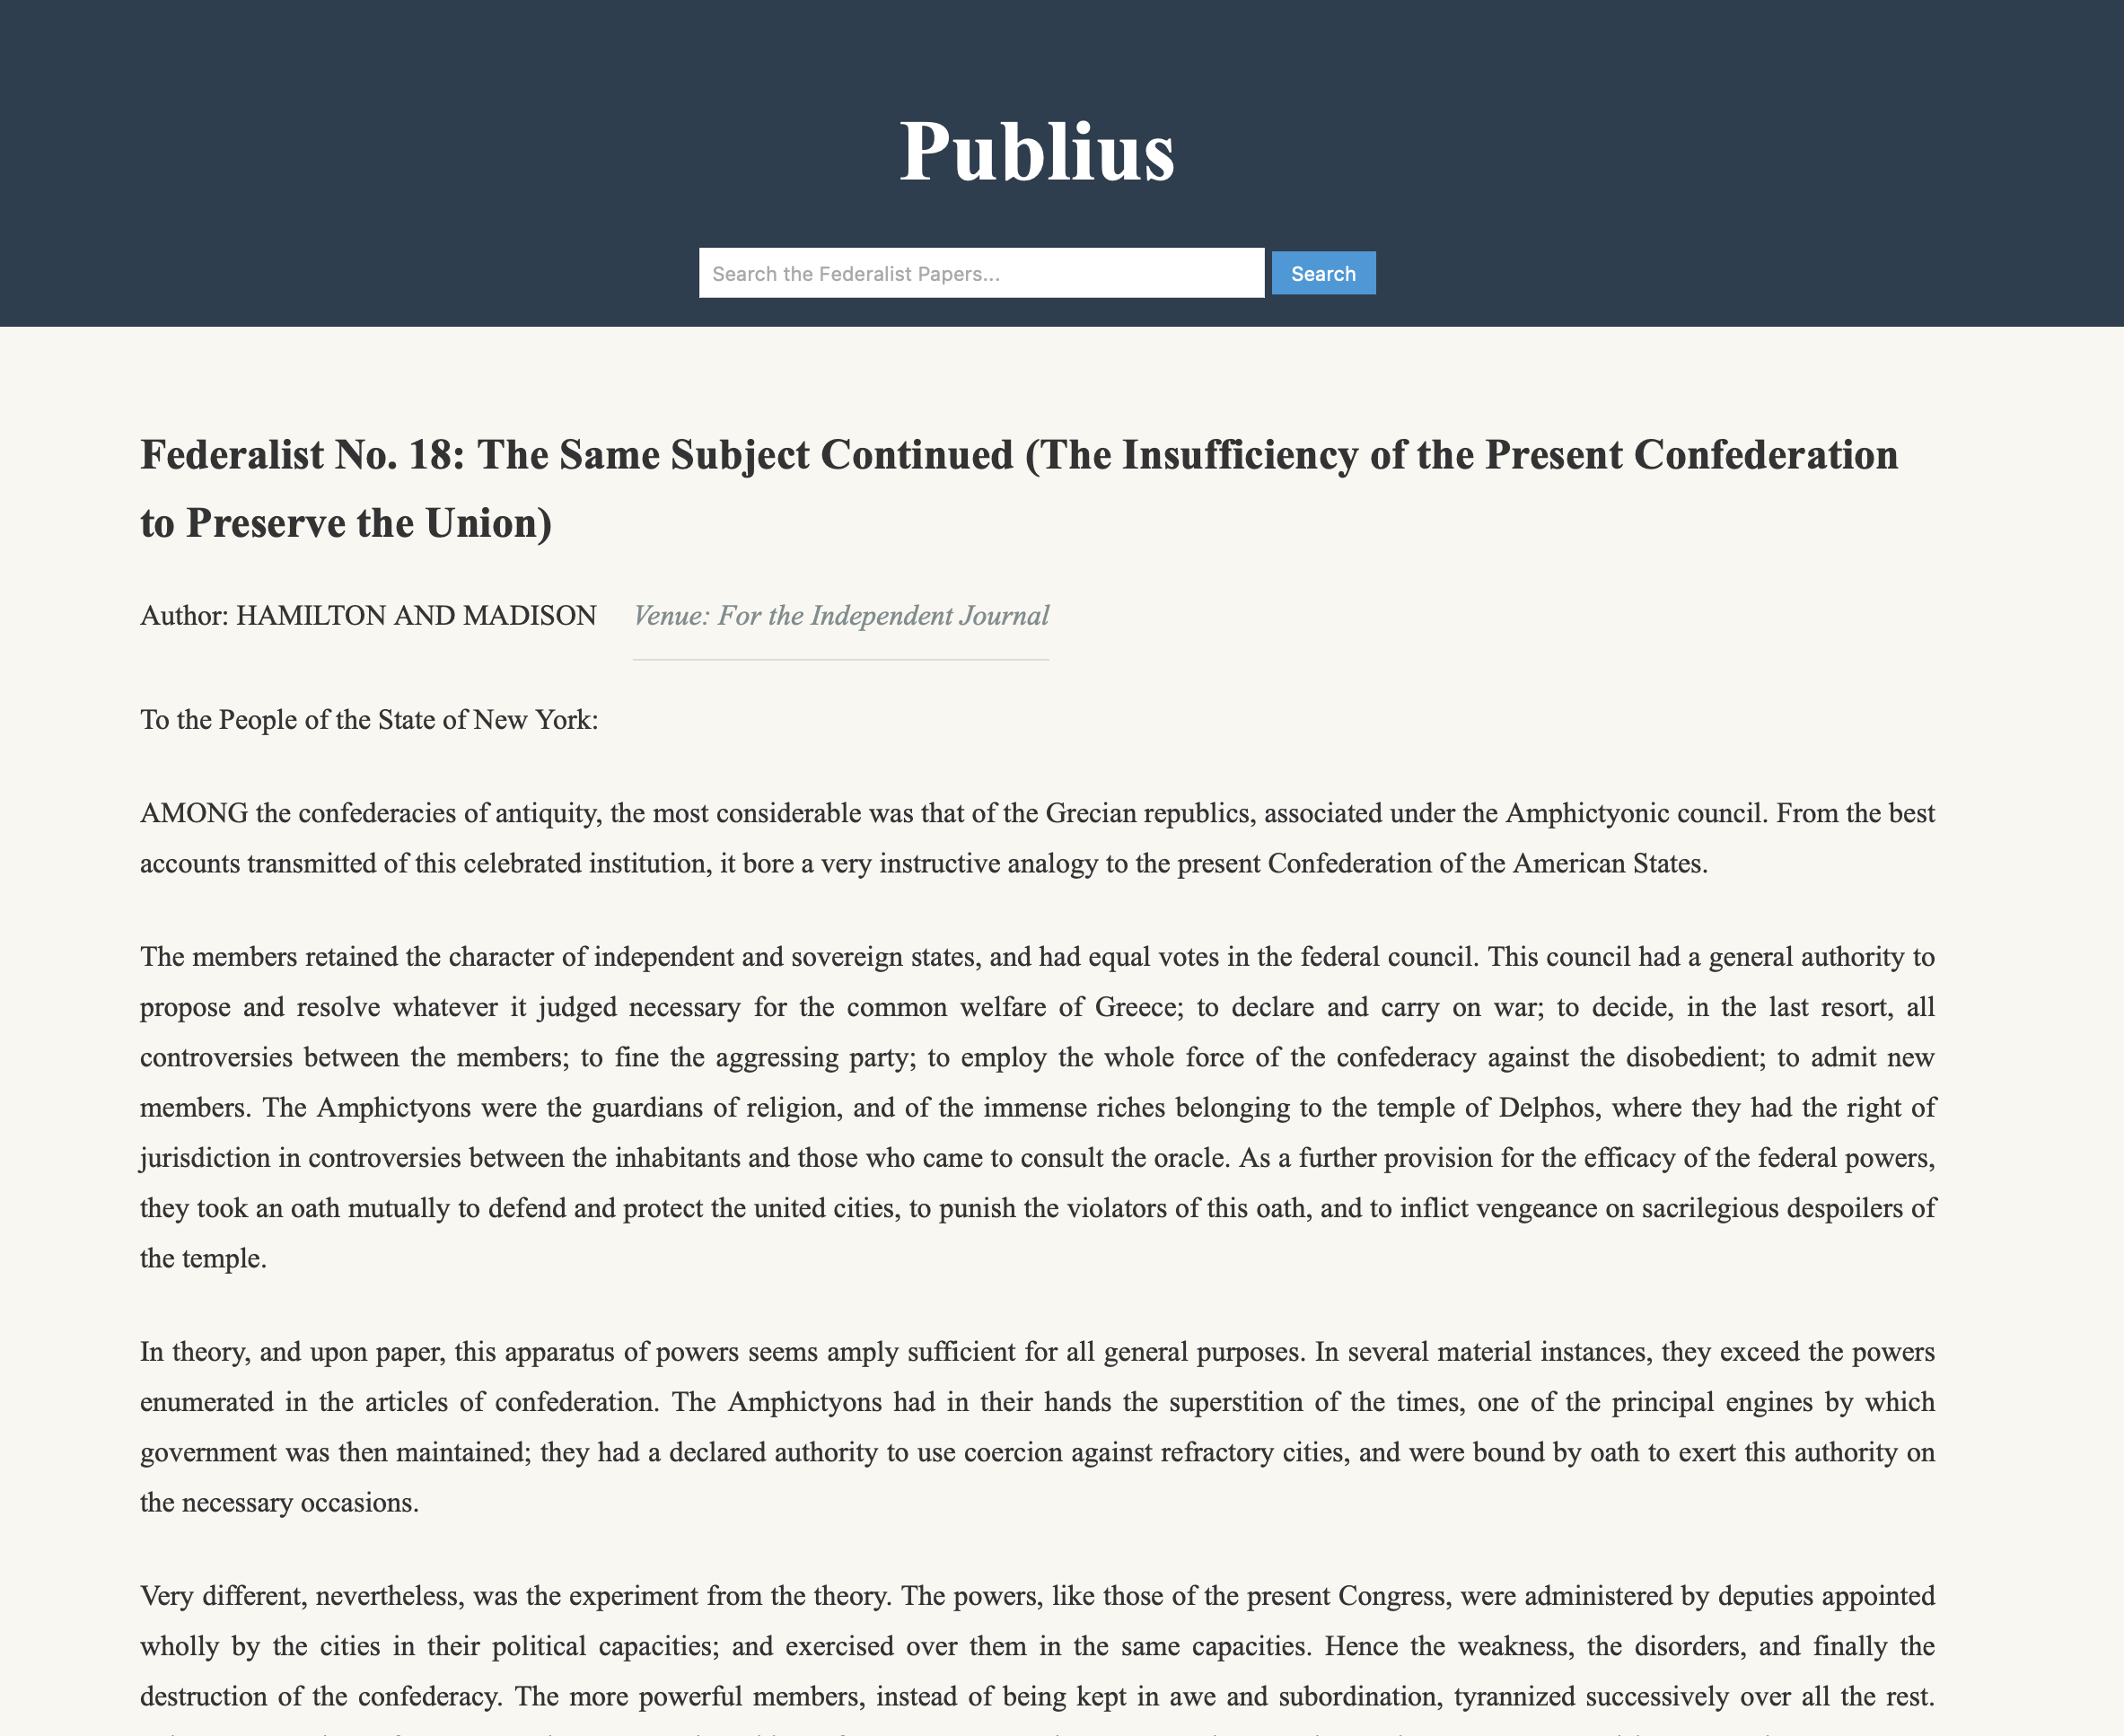 Publius
Search the Federalist Papers...
Search
Federalist No. 18: The Same Subject Continued (The Insufficiency of the Present Confederation
to Preserve the Union)
Author: HAMILTON AND MADISON
Venue: For the Independent Journal
To the People of the State of New York:
AMONG the confederacies of antiquity, the most considerable was that of the Grecian republics, associated under the Amphictyonic council. From the best
accounts transmitted of this celebrated institution, it bore a very instructive analogy to the present Confederation of the American States.
The members retained the character of independent and sovereign states, and had equal votes in the federal council. This council had a general authority to
propose and resolve whatever it judged necessary for the common welfare of Greece; to declare and carry on war; to decide, in the last resort, all
controversies between the members; to fine the aggressing party; to employ the whole force of the confederacy against the disobedient; to admit new
members. The Amphictyons were the guardians of religion, and of the immense riches belonging to the temple of Delphos, where they had the right of
jurisdiction in controversies between the inhabitants and those who came to consult the oracle. As a further provision for the efficacy of the federal powers,
they took an oath mutually to defend and protect the united cities, to punish the violators of this oath, and to inflict vengeance on sacrilegious despoilers of
the temple.
In theory, and upon paper, this apparatus of powers seems amply sufficient for all general purposes. In several material instances, they exceed the powers
enumerated in the articles of confederation. The Amphictyons had in their hands the superstition of the times, one of the principal engines by which
government was then maintained; they had a declared authority to use coercion against refractory cities, and were bound by oath to exert this authority on
the necessary occasions.
Very different, nevertheless, was the experiment from the theory. The powers, like those of the present Congress, were administered by deputies appointed
wholly by the cities in their political capacities; and exercised over them in the same capacities. Hence the weakness, the disorders, and finally the
destruction of the confederacy. The more powerful members, instead of being kept in awe and subordination, tyrannized successively over all the rest.